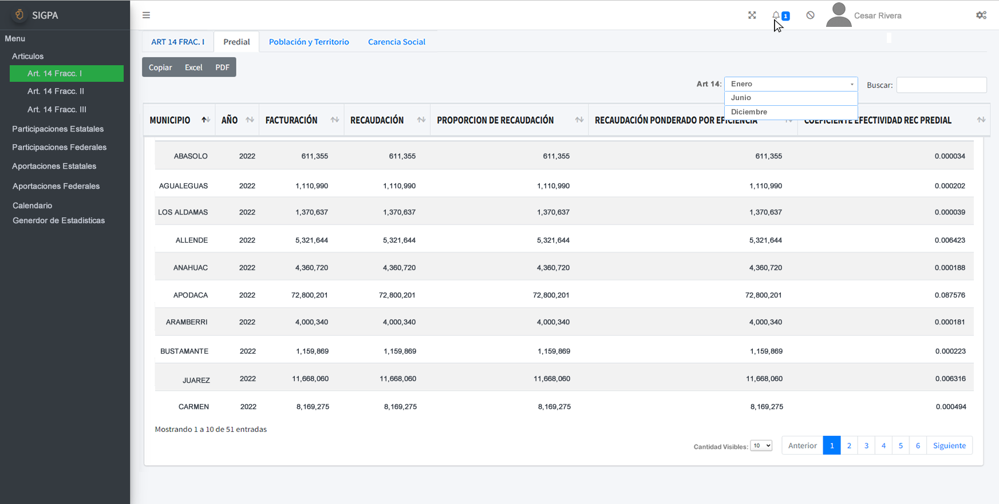 SIGPA
1
Cesar Rivera
Menu
Articulos
Art. 14 Fracc. I
Art. 14 Fracc. II
Art. 14 Fracc. III
Participaciones Estatales
Participaciones Federales
Aportaciones Estatales
Aportaciones Federales
Calendario
Generdor de Estadisticas
ART 14 FRAC. I Predial Población y Territorio Carencia Social
Copiar Excel PDF
Art 14: Enero Buscar:
Junio
Diciembre
MUNICIPIO AÑO FACTURACIÓN RECAUDACIÓN PROPORCION DE RECAUDACIÓN RECAUDACIÓN PONDERADO POR EFICIENCIA COEFICIENTE EFECTIVIDAD REC PREDIAL
ABASOLO 2022 611,355 611,355 611,355 611,355 0.000034
AGUALEGUAS 2022 1,110,990 1,110,990 1,110,990 1,110,990 0.000202
LOS ALDAMAS 2022 1,370,637 1,370,637 1,370,637 1,370,637 0.000039
ALLENDE 2022 5,321,644 5,321,644 5,321,644 5,321,644 0.006423
ANAHUAC 2022 4,360,720 4,360,720 4,360,720 4,360,720 0.000188
APODACA 2022 72,800,201 72,800,201 72,800,201 72,800,201 0.087576
ARAMBERRI 2022 4,000,340 4,000,340 4,000,340 4,000,340 0.000181
BUSTAMANTE 2022 1,159,869 1,159,869 1,159,869 1,159,869 0.000223
JUAREZ 2022 11,668,060 11,668,060 11,668,060 11,668,060 0.006316
CARMEN 2022 8,169,275 8,169,275 8,169,275 8,169,275 0.000494
Mostrando 1 a 10 de 51 entradas
Cantidad Visibles: 10 Anterior 1 2 3 4 5 6 Siguiente